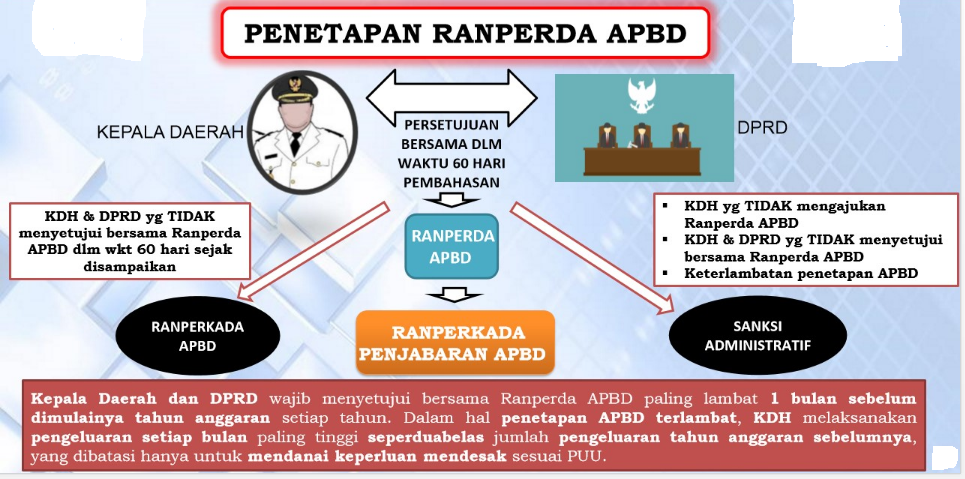 PENETAPAN RANPERDA APBD
KEPALA DAERAH
PERSETUJUAN
BERSAMA DLM
WAKTU 60 HARI
PEMBAHASAN
DPRD
KDH & DPRD yg TIDAK
menyetujui bersama Ranperda
APBD dlm wkt 60 hari sejak
disampaikan
RANPERDA
APBD
▪ KDH yg TIDAK mengajukan
Ranperda APBD
▪ KDH & DPRD yg TIDAK menyetujui
bersama Ranperda APBD
▪ Keterlambatan penetapan APBD
RANPERKADA
APBD
RANPERKADA
PENJABARAN APBD
SANKSI
ADMINISTRATIF
Kepala Daerah dan DPRD wajib menyetujui bersama Ranperda APBD paling lambat 1 bulan sebelum
dimulainya tahun anggaran setiap tahun. Dalam hal penetapan APBD terlambat, KDH melaksanakan
pengeluaran setiap bulan paling tinggi seperduabelas jumlah pengeluaran tahun anggaran sebelumnya,
yang dibatasi hanya untuk mendanai keperluan mendesak sesuai PUU.